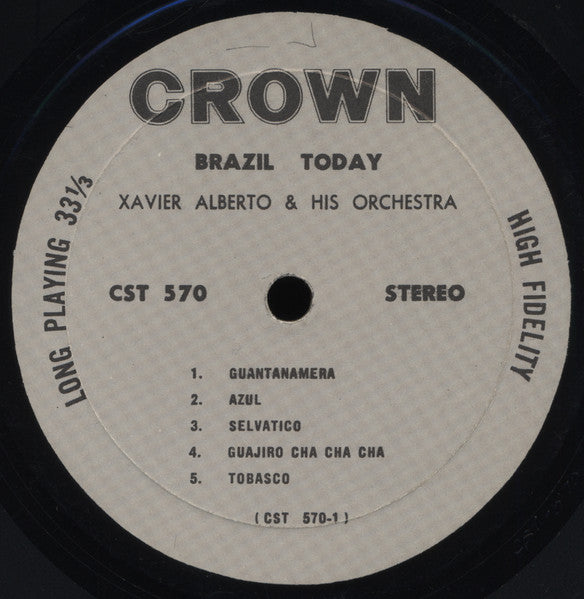 CROWN
BRAZIL TODAY
XAVIER ALBERTO & HIS ORCHESTRA
LONG PLAYING 33⅓
HIGH FIDELITY
CST 570
STEREO
1. GUANTANAMERA
2. AZUL
3. SELVATICO
4. GUAJIRO CHA CHA CHA
5. TOBASCO
(CST 570-1)